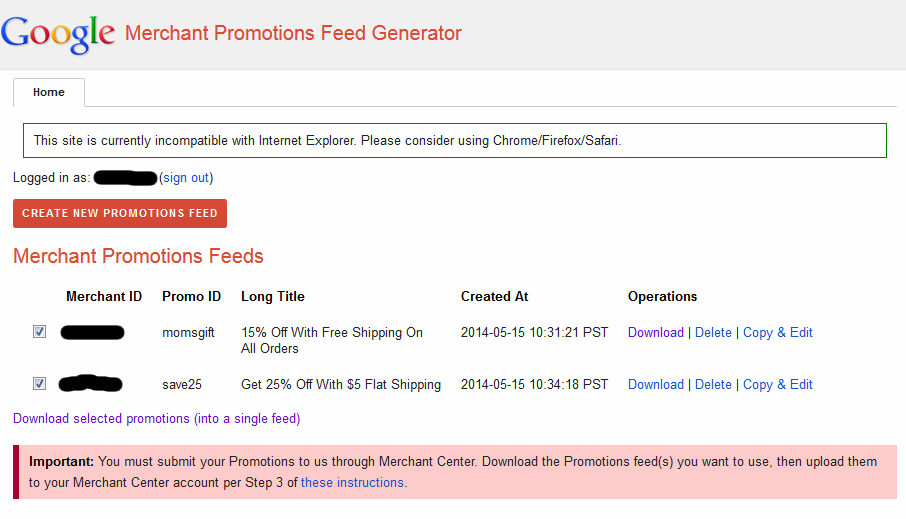 Google Merchant Promotions Feed Generator
Home
This site is currently incompatible with Internet Explorer. Please consider using Chrome/Firefox/Safari.
Logged in as: (sign out)
CREATE NEW PROMOTIONS FEED
Merchant Promotions Feeds
Merchant ID Promo ID Long Title Created At Operations
momsgift 15% Off With Free Shipping On 2014-05-15 10:31:21 PST Download | Delete | Copy & Edit
All Orders
save25 Get 25% Off With $5 Flat Shipping 2014-05-15 10:34:18 PST Download | Delete | Copy & Edit
Download selected promotions (into a single feed)
Important: You must submit your Promotions to us through Merchant Center. Download the Promotions feed(s) you want to use, then upload them
to your Merchant Center account per Step 3 of these instructions.